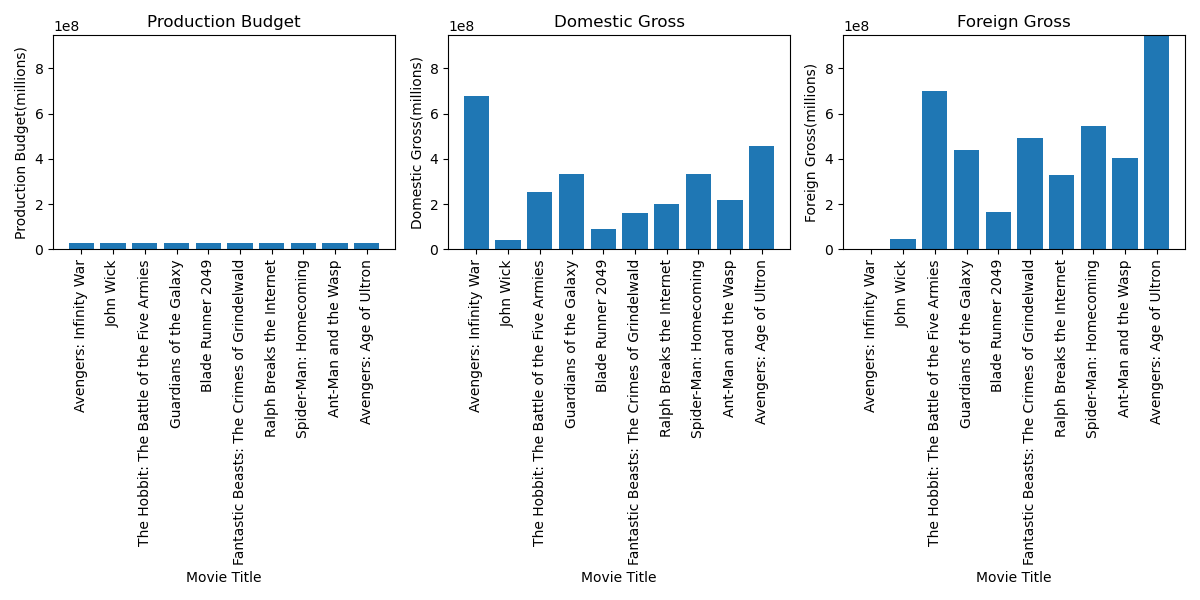 Production Budget
1e8
Production Budget(millions)
8
6
4
2
0
Avengers: Infinity War
John Wick
The Hobbit: The Battle of the Five Armies
Guardians of the Galaxy
Blade Runner 2049
Fantastic Beasts: The Crimes of Grindelwald
Ralph Breaks the Internet
Spider-Man: Homecoming
Ant-Man and the Wasp
Avengers: Age of Ultron
Movie Title
Domestic Gross
1e8
Domestic Gross(millions)
8
6
4
2
0
Avengers: Infinity War
John Wick
The Hobbit: The Battle of the Five Armies
Guardians of the Galaxy
Blade Runner 2049
Fantastic Beasts: The Crimes of Grindelwald
Ralph Breaks the Internet
Spider-Man: Homecoming
Ant-Man and the Wasp
Avengers: Age of Ultron
Movie Title
Foreign Gross
1e8
Foreign Gross(millions)
8
6
4
2
0
Avengers: Infinity War
John Wick
The Hobbit: The Battle of the Five Armies
Guardians of the Galaxy
Blade Runner 2049
Fantastic Beasts: The Crimes of Grindelwald
Ralph Breaks the Internet
Spider-Man: Homecoming
Ant-Man and the Wasp
Avengers: Age of Ultron
Movie Title